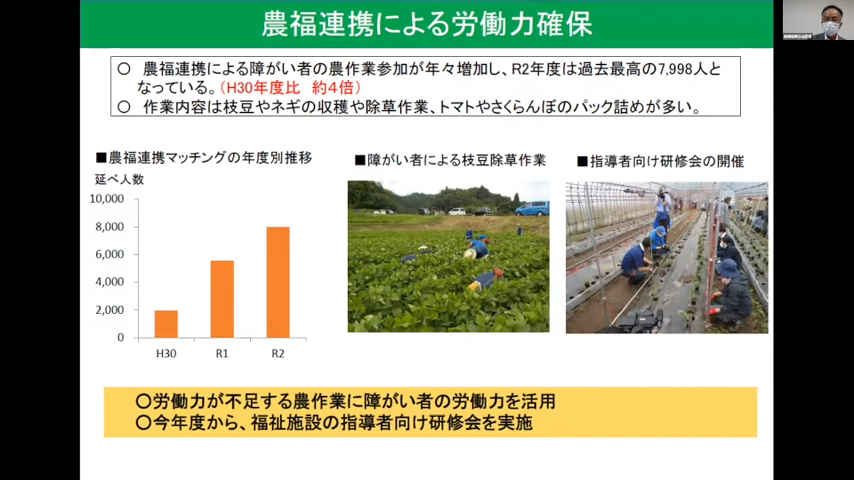 農福連携による労働力確保
○ 農福連携による障がい者の農作業参加が年々増加し、R2年度は過去最高の7,998人と
なっている。（H30年度比 約４倍）
○ 作業内容は枝豆やネギの収穫や除草作業、トマトやさくらんぼのパック詰めが多い。
■農福連携マッチングの年度別推移
延べ人数
10,000
8,000
6,000
4,000
2,000
0
H30 R1 R2
■障がい者による枝豆除草作業
■指導者向け研修会の開催
○労働力が不足する農作業に障がい者の労働力を活用
○今年度から、福祉施設の指導者向け研修会を実施